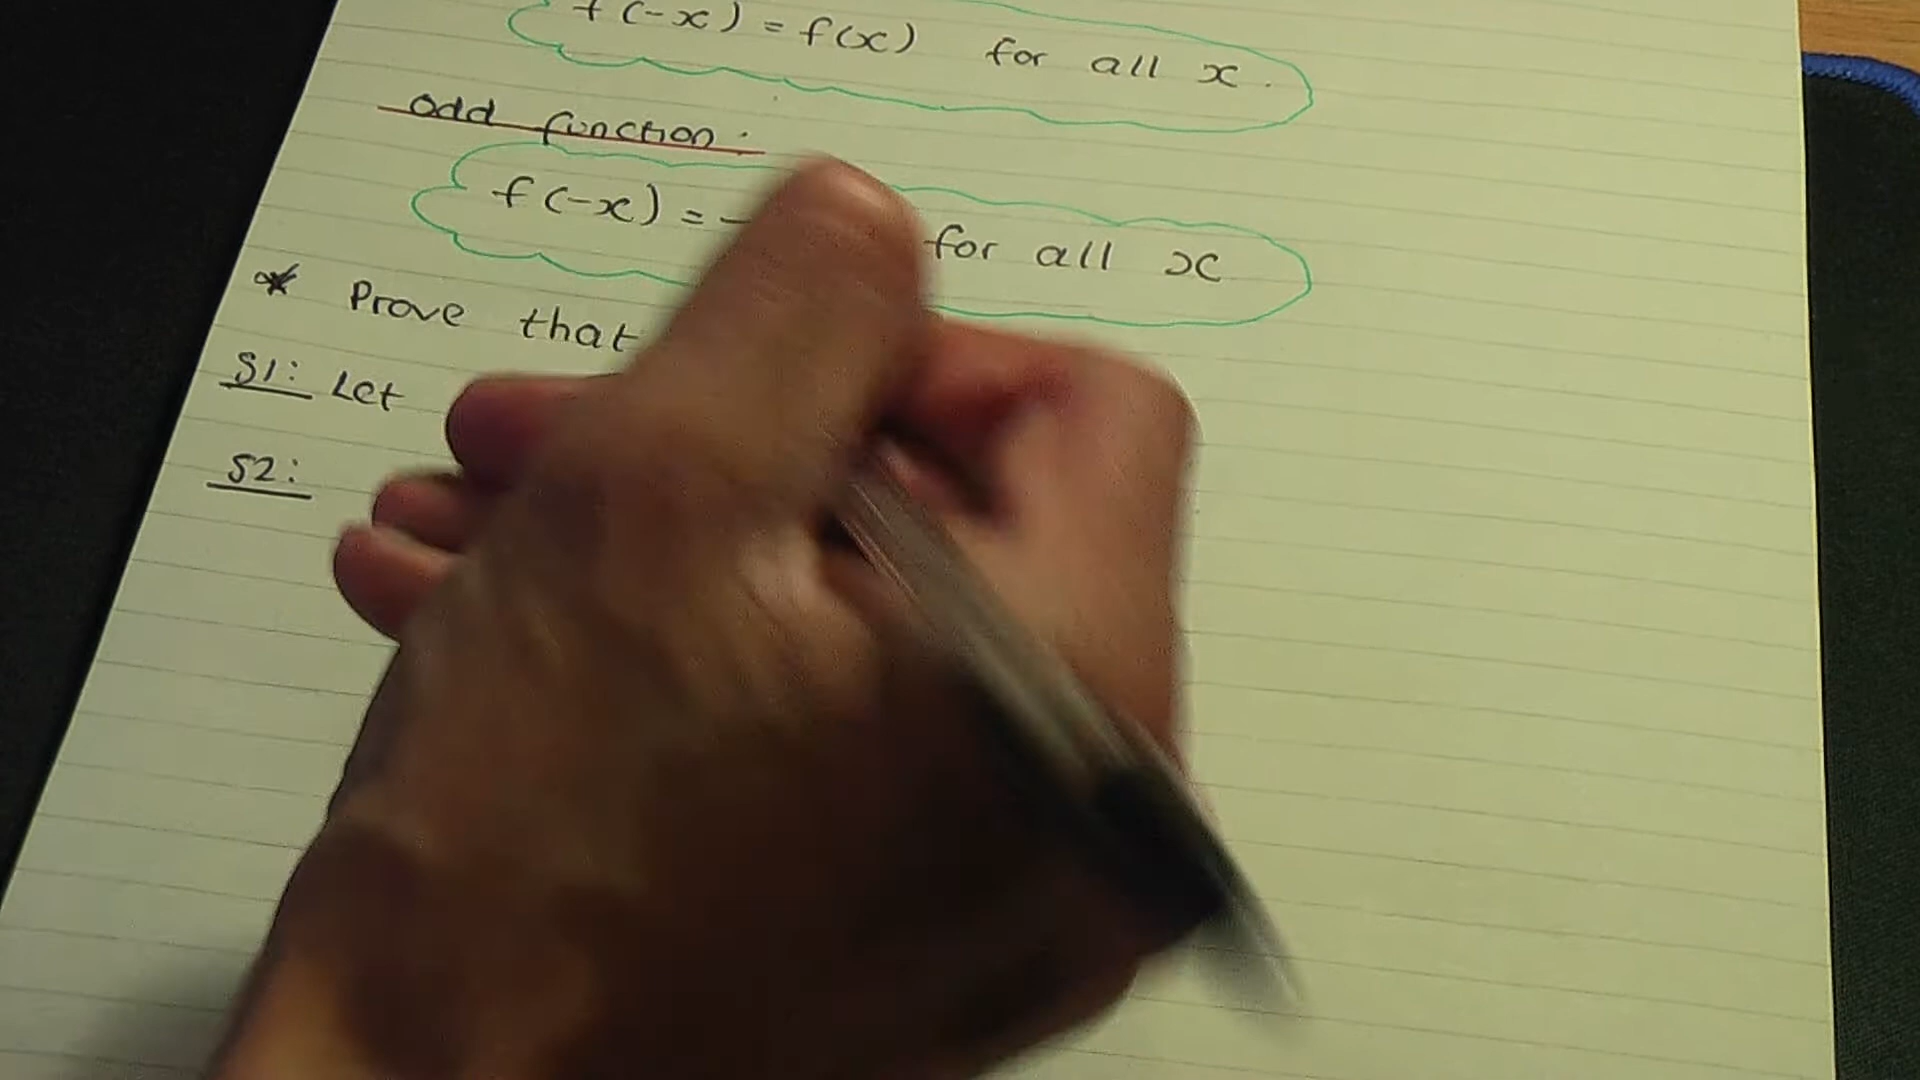 f(-x) = f(x) for all x.
odd function:
f(-x) = - for all x
* Prove that
S1: Let
S2: